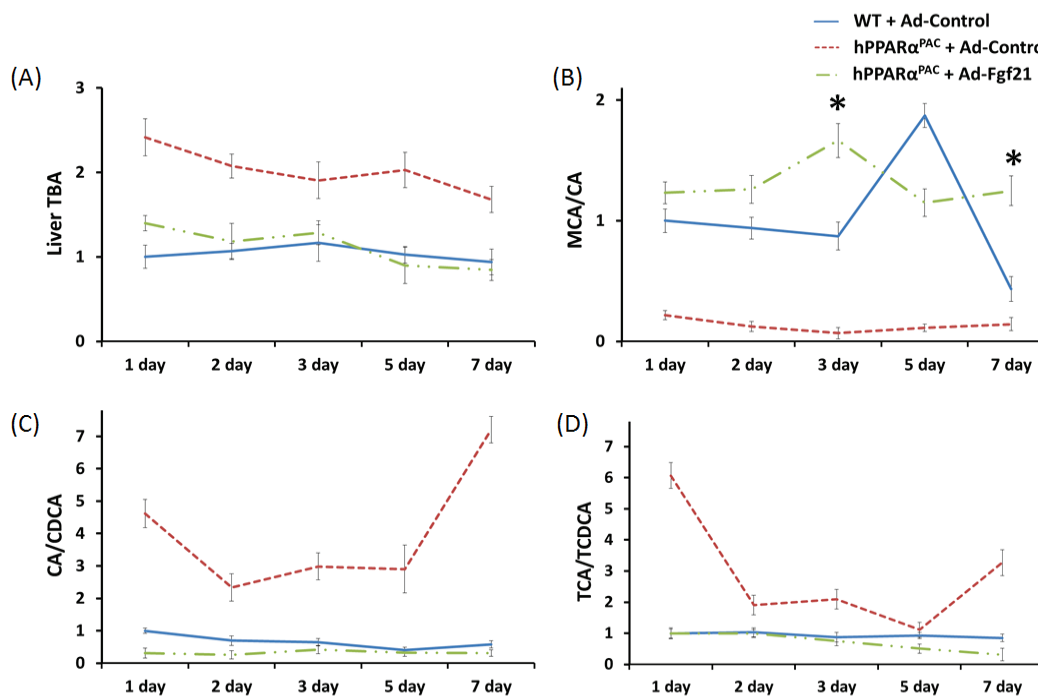 WT + Ad-Control
hPPARα^PAC + Ad-Contro
hPPARα^PAC + Ad-Fgf21
(A)
Liver TBA
3
2
1
0
1 day 2 day 3 day 5 day 7 day
(B)
MCA/CA
2
1
0
*
*
1 day 2 day 3 day 5 day 7 day
(C)
CA/CDCA
7
6
5
4
3
2
1
0
1 day 2 day 3 day 5 day 7 day
(D)
TCA/TCDCA
7
6
5
4
3
2
1
0
1 day 2 day 3 day 5 day 7 day